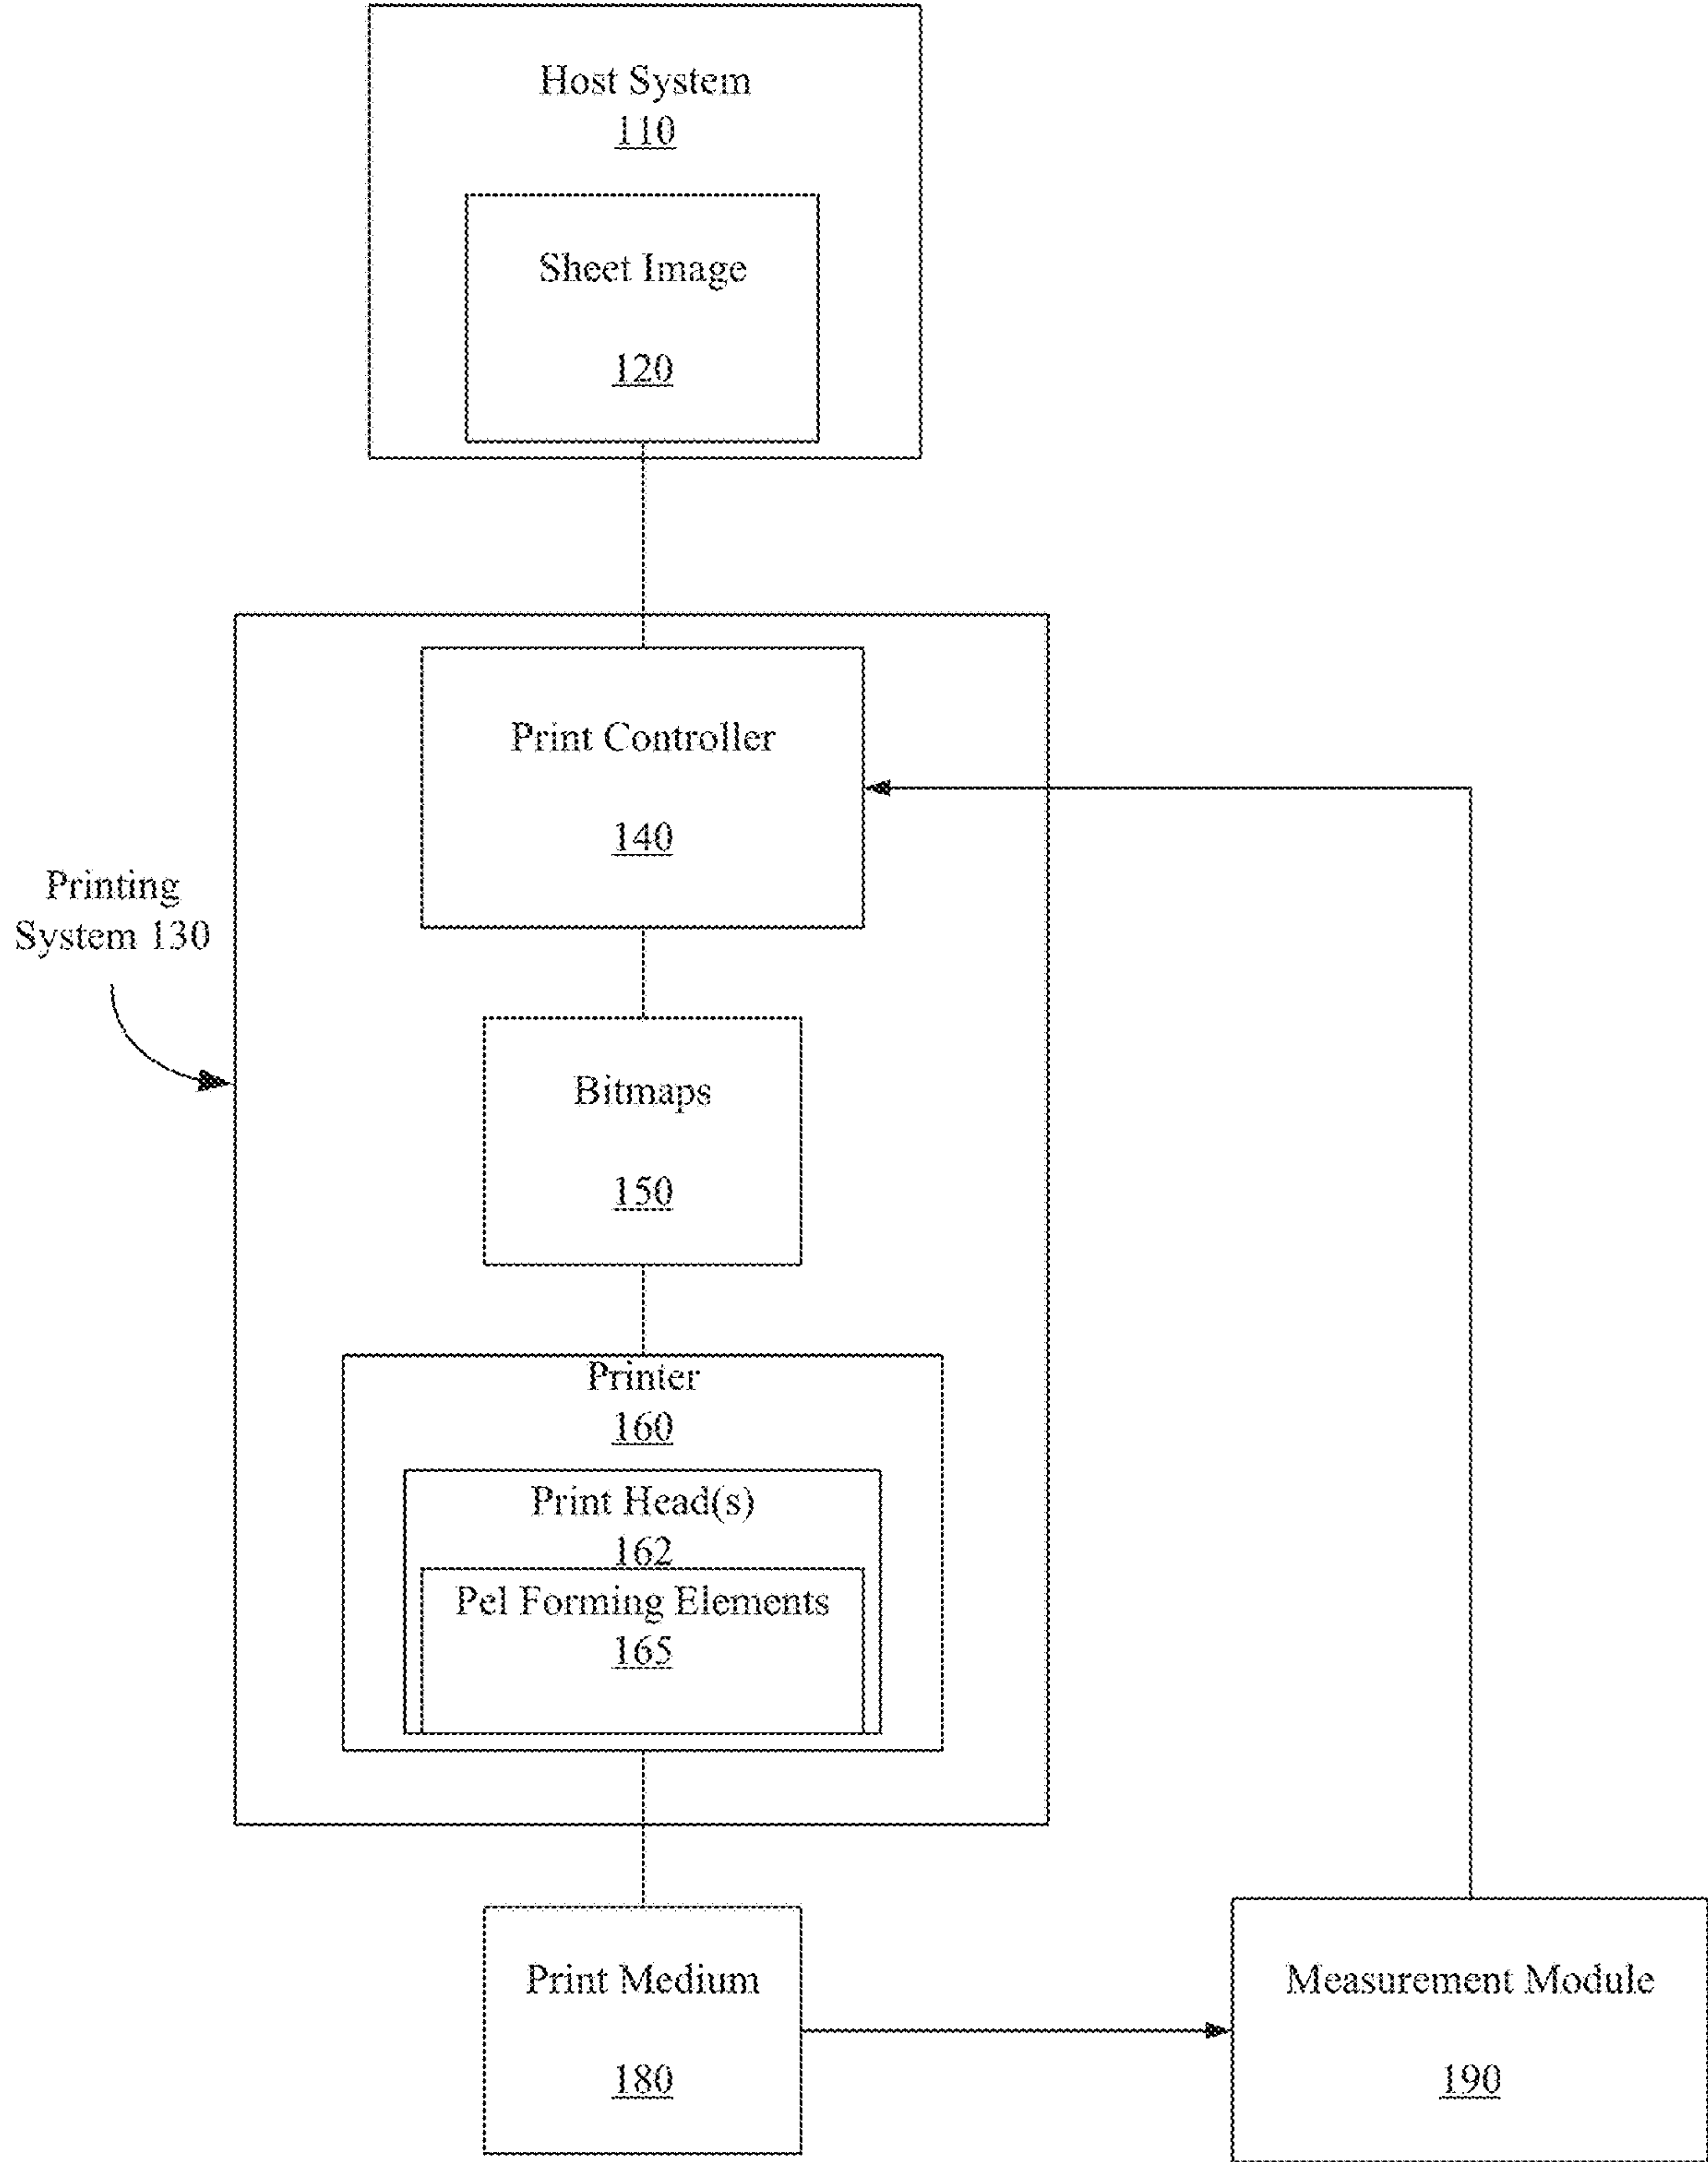 Host System
110
Sheet Image
120
Print Controller
140
Printing
System 130
Bitmaps
150
Printer
160
Print Head(s)
162
Pel Forming Elements
165
Print Medium
180
Measurement Module
190